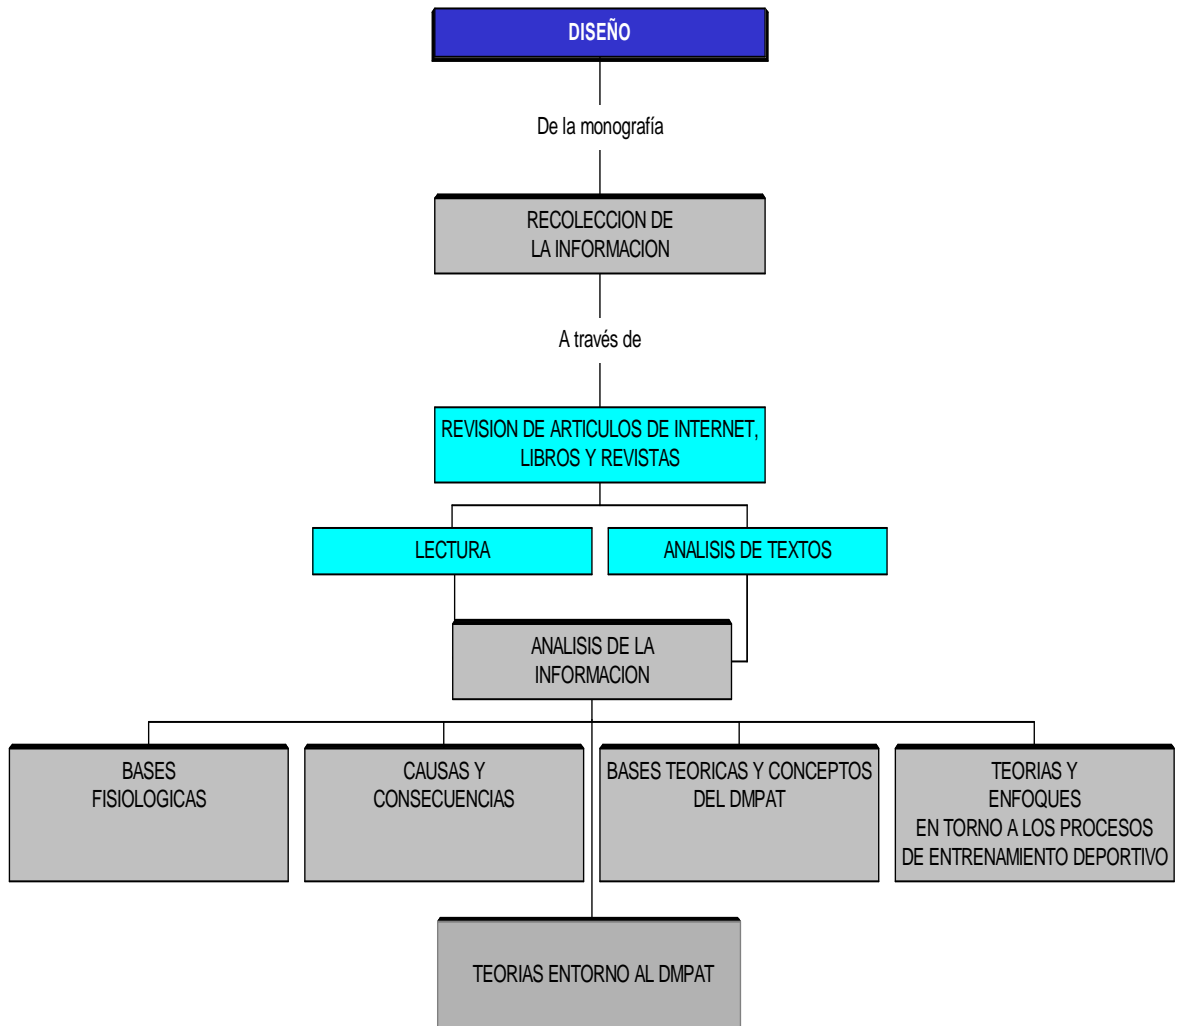 DISEÑO
De la monografía
RECOLECCION DE
LA INFORMACION
A través de
REVISION DE ARTICULOS DE INTERNET,
LIBROS Y REVISTAS
LECTURA
ANALISIS DE TEXTOS
ANALISIS DE LA
INFORMACION
BASES
FISIOLOGICAS
CAUSAS Y
CONSECUENCIAS
BASES TEORICAS Y CONCEPTOS
DEL DMPAT
TEORIAS Y
ENFOQUES
EN TORNO A LOS PROCESOS
DE ENTRENAMIENTO DEPORTIVO
TEORIAS ENTORNO AL DMPAT